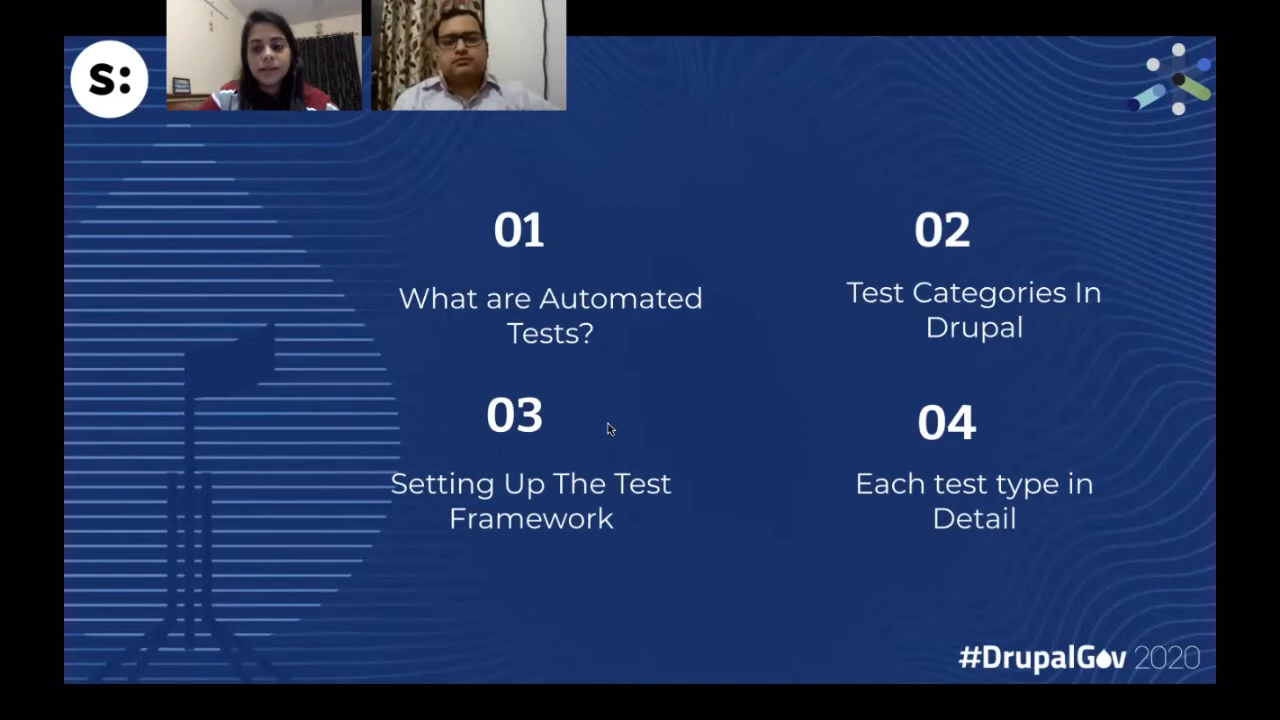 S:
01
What are Automated
Tests?
02
Test Categories In
Drupal
03
Setting Up The Test
Framework
04
Each test type in
Detail
#DrupalGov 2020